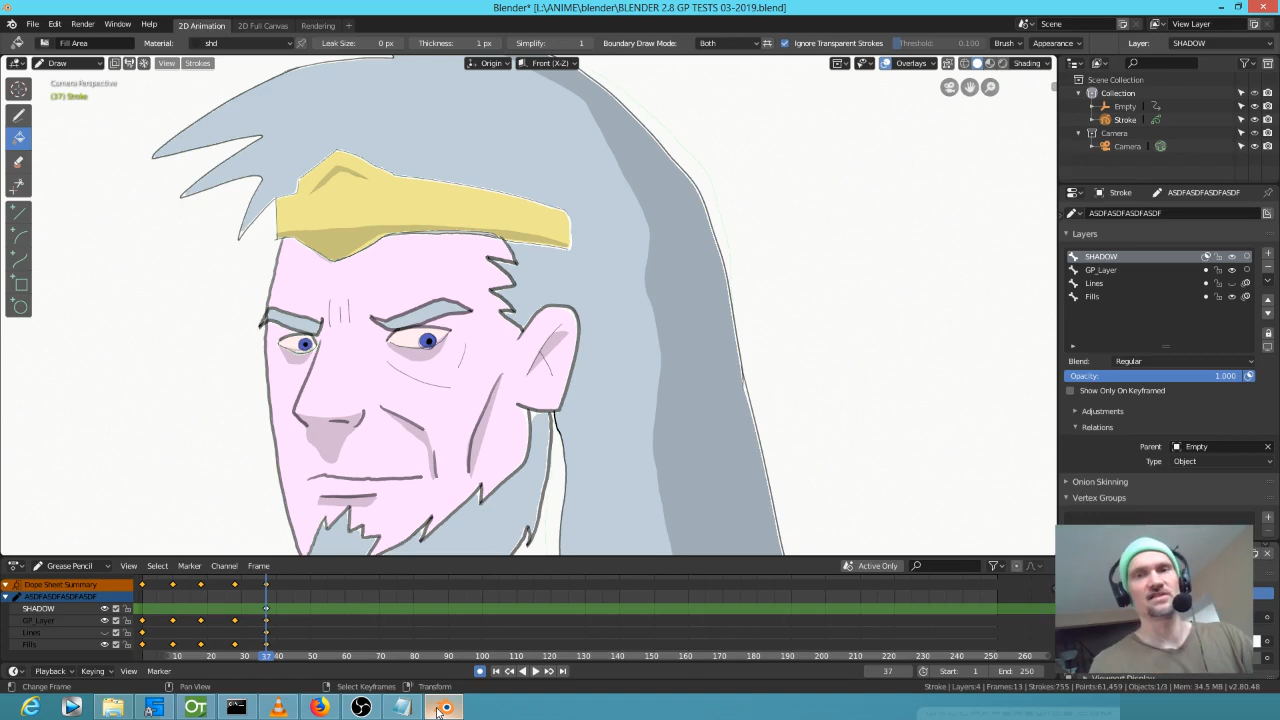 Blender* [L:\ANIME\blender\BLENDER 2.8 GP TESTS 03-2019.blend]
File Edit Render Window Help 2D Animation 2D Full Canvas Rendering Scene View Layer
Fill Area Material: shd Leak Size: 0 px Thickness: 1 px Simplify: 1 Boundary Draw Mode: Both Ignore Transparent Strokes Threshold: 0.100 Brush Appearance Layer: SHADOW
Draw View Strokes Origin Front (X-Z) Overlays Shading
Camera Perspective
(37) Stroke
Scene Collection
Collection
Empty
Stroke
Camera
Camera
Stroke ASDFASDFASDFASDF
ASDFASDFASDFASDF
Layers
SHADOW
GP_Layer
Lines
Fills
Blend: Regular
Opacity: 1.000
Show Only On Keyframed
Adjustments
Relations
Parent Empty
Type Object
Onion Skinning
Vertex Groups
Grease Pencil View Select Marker Channel Frame Active Only
Dope Sheet Summary
ASDFASDFASDFASDF
SHADOW
GP_Layer
Lines
Fills
10 20 30 37 40 50 60 70 80 90 100 110 120 130 140 150 160 170 180 190 200 210 220 230 240 250 260
Playback Keying View Marker 37 Start: 1 End: 250
Change Frame Pan View Select Keyframes Transform Stroke | Layers:4 | Frames:13 | Strokes:755 | Points:61,459 | Objects:1/3 | Mem: 34.5 MB | v2.80.48